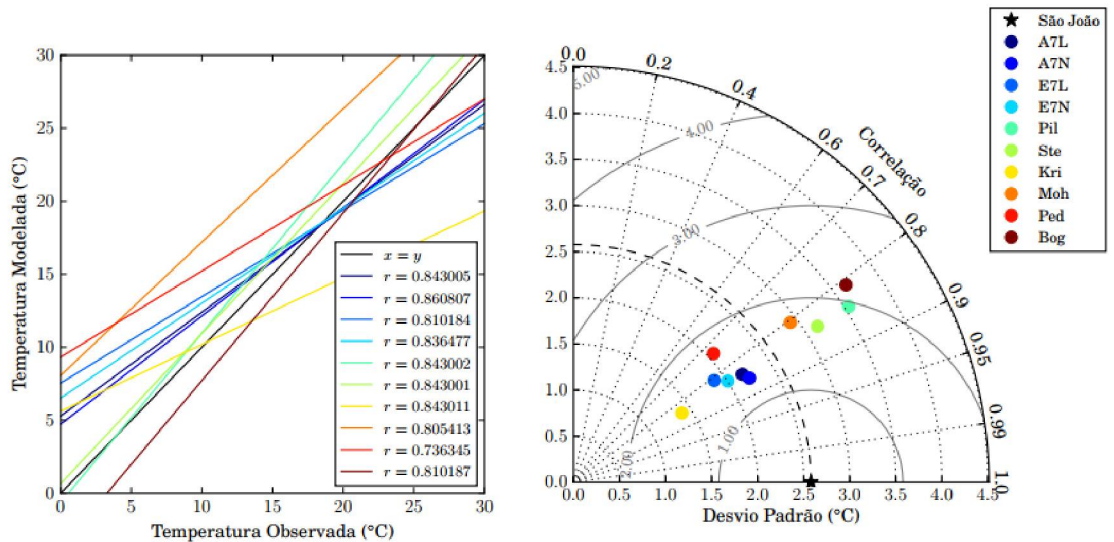 30
25
20
15
10
5
0
Temperatura Modelada (°C)
x = y
r = 0.843005
r = 0.860807
r = 0.810184
r = 0.836477
r = 0.843002
r = 0.843001
r = 0.843011
r = 0.805413
r = 0.736345
r = 0.810187
0 5 10 15 20 25 30
Temperatura Observada (°C)
4.5
4.0
3.5
3.0
2.5
2.0
1.5
1.0
0.5
0.0
0.0 0.2 0.4 0.6 0.7 0.8 0.9 0.95 0.99 1.0
Correlação
5.00
4.00
3.00
2.00
1.00
0.0 0.5 1.0 1.5 2.0 2.5 3.0 3.5 4.0 4.5
Desvio Padrão (°C)
São João
A7L
A7N
E7L
E7N
Pil
Ste
Kri
Moh
Ped
Bog